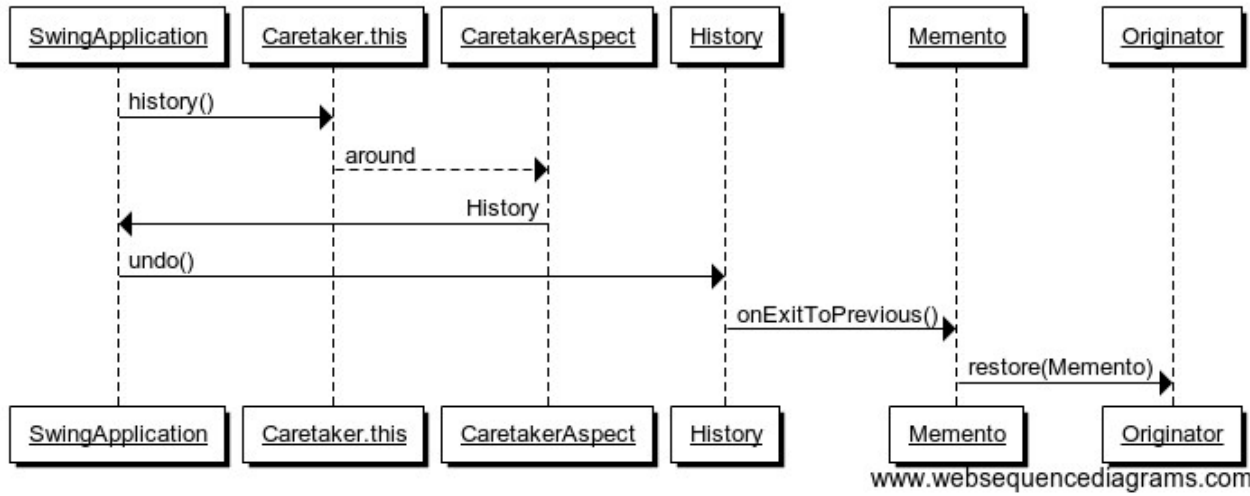 SwingApplication Caretaker.this CaretakerAspect History Memento Originator
history()
around
History
undo()
onExitToPrevious()
restore(Memento)
SwingApplication Caretaker.this CaretakerAspect History Memento Originator
www.websequencediagrams.com